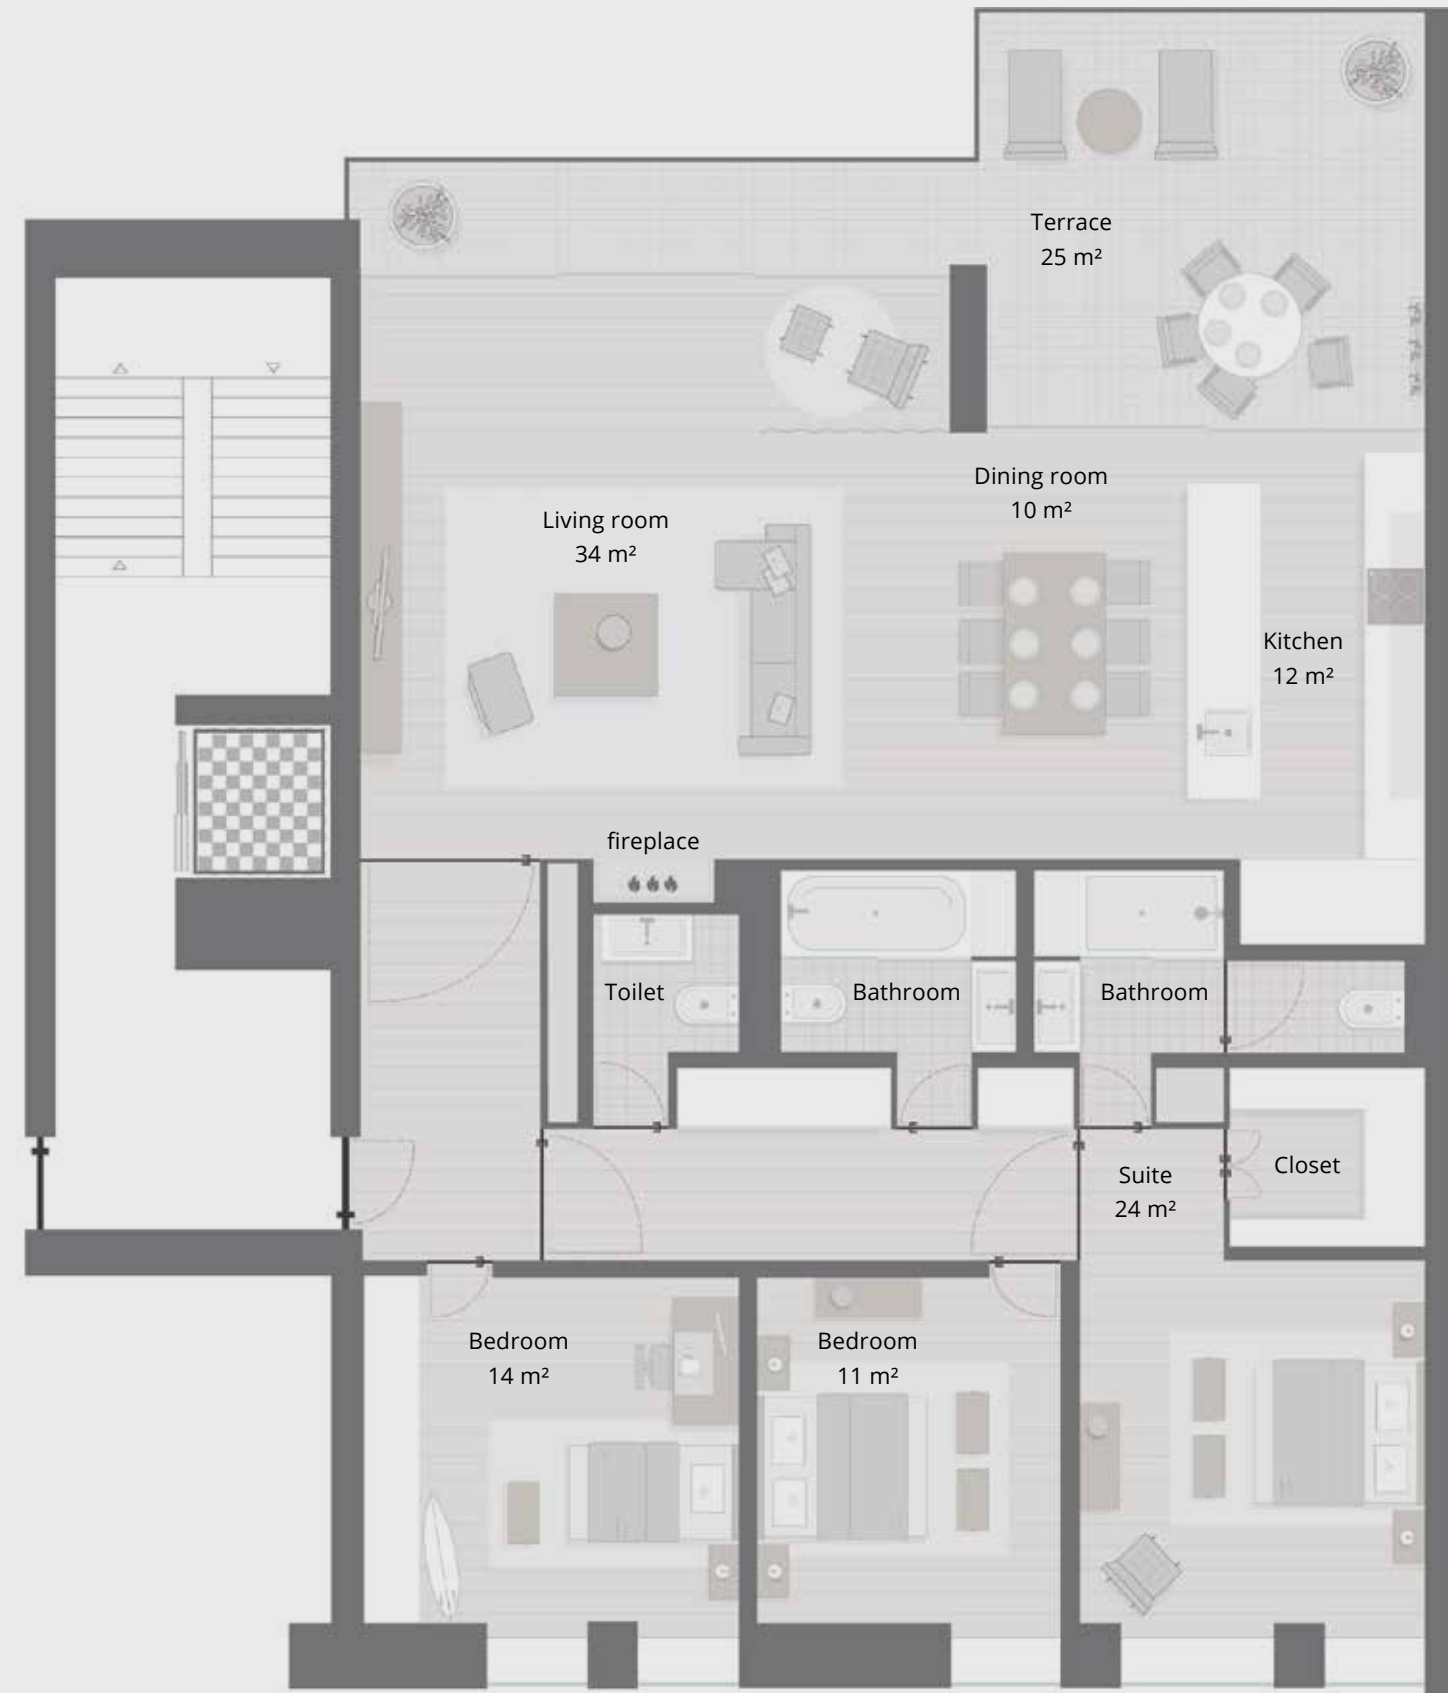 Terrace
25 m²
Dining room
10 m²
Living room
34 m²
Kitchen
12 m²
fireplace
Toilet
Bathroom
Bathroom
Suite
24 m²
Closet
Bedroom
14 m²
Bedroom
11 m²